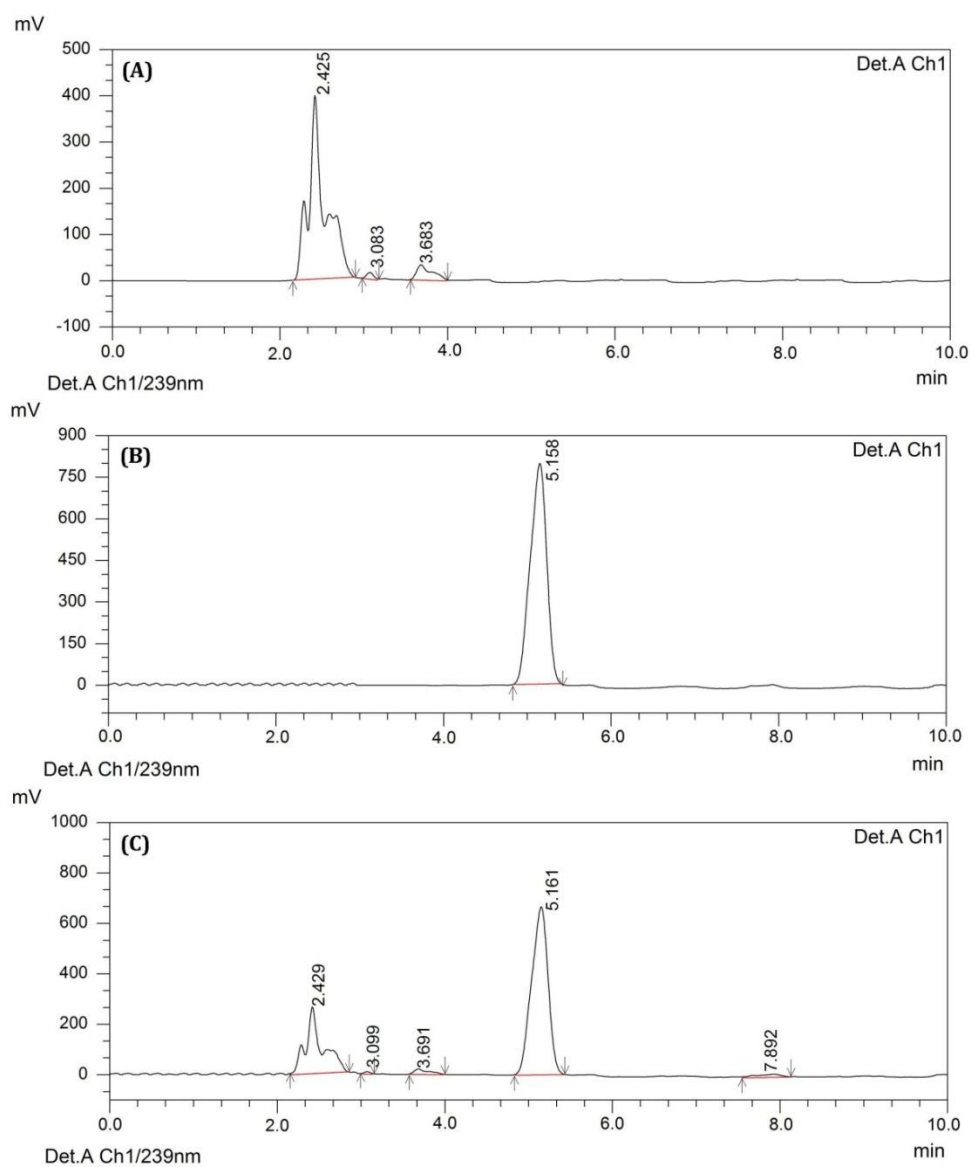 mV
500
400
300
200
100
0
-100
(A)
2.425
3.083
3.683
Det.A Ch1
0.0 2.0 4.0 6.0 8.0 10.0
Det.A Ch1/239nm
min
mV
900
750
600
450
300
150
0
(B)
5.158
Det.A Ch1
0.0 2.0 4.0 6.0 8.0 10.0
Det.A Ch1/239nm
min
mV
1000
800
600
400
200
0
(C)
2.429
3.099
3.691
5.161
7.892
Det.A Ch1
0.0 2.0 4.0 6.0 8.0 10.0
Det.A Ch1/239nm
min